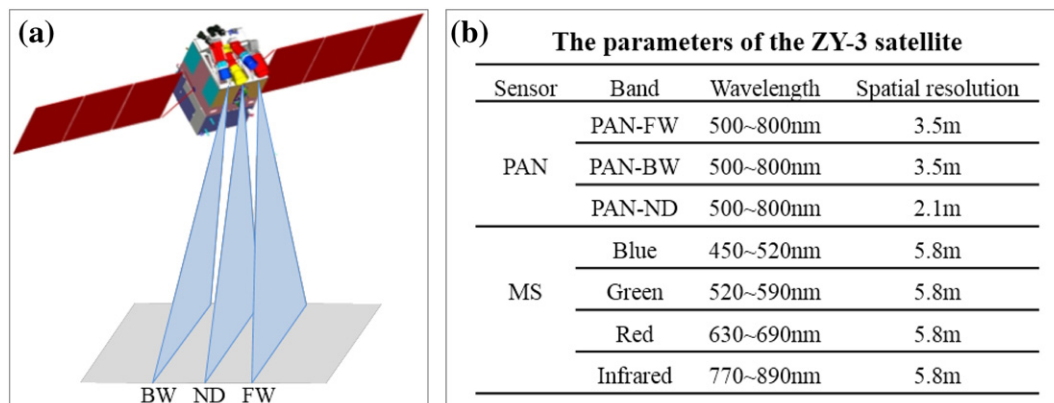 (a)
BW ND FW
(b)
The parameters of the ZY-3 satellite
Sensor Band Wavelength Spatial resolution
PAN-FW 500~800nm 3.5m
PAN PAN-BW 500~800nm 3.5m
PAN-ND 500~800nm 2.1m
Blue 450~520nm 5.8m
MS Green 520~590nm 5.8m
Red 630~690nm 5.8m
Infrared 770~890nm 5.8m